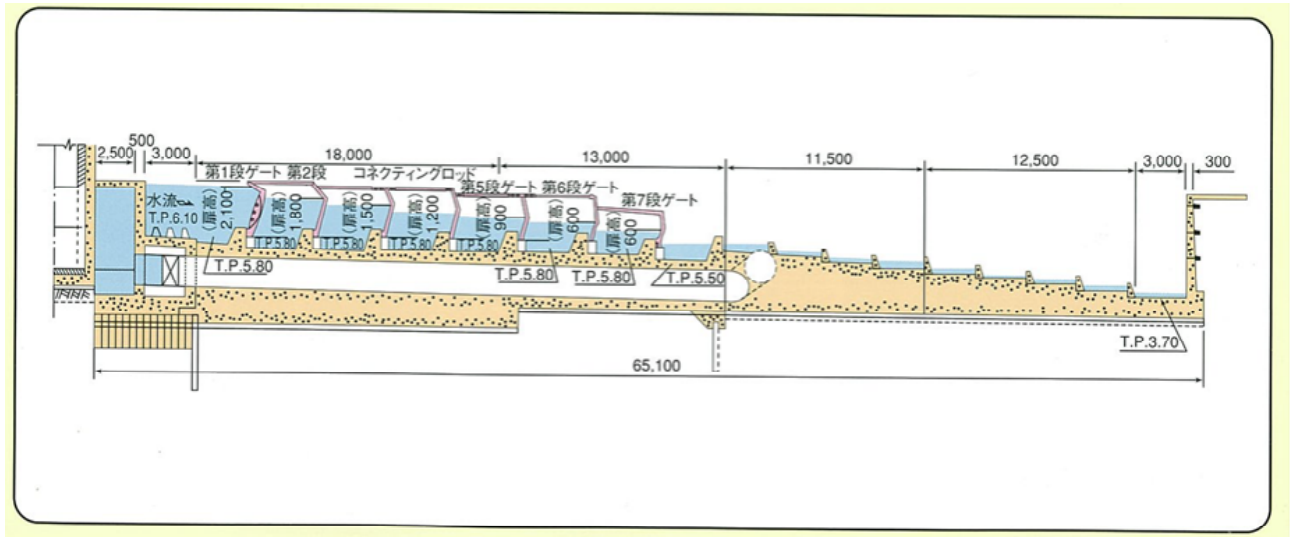 500
2,500
3,000
18,000
13,000
11,500
12,500
3,000
300
第1段ゲート 第2段
コネクティングロッド
第5段ゲート 第6段ゲート
第7段ゲート
水流
T.P.6.10
(扉高)
2,100
(扉高)
1,800
(扉高)
1,500
(扉高)
1,200
(扉高)
900
(扉高)
600
(扉高)
600
T.P.5.80
T.P.5.80
T.P.5.80
T.P.5.80
T.P.5.80
T.P.5.80
T.P.5.80
T.P.5.50
T.P.3.70
65,100